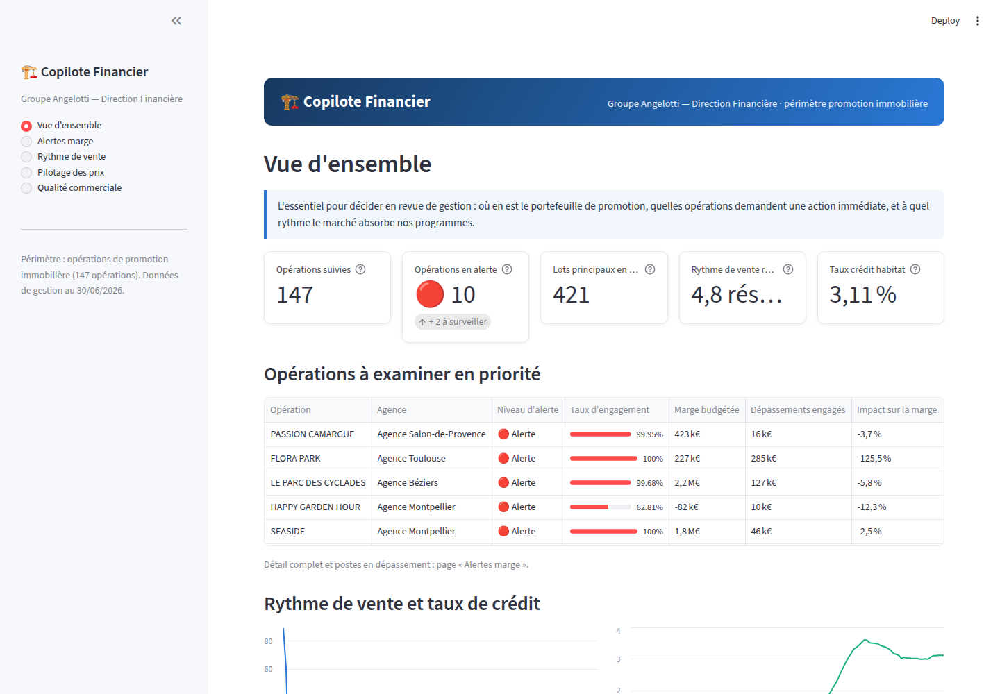 Deploy
🏗️ Copilote Financier
Groupe Angelotti — Direction Financière
Vue d'ensemble
Alertes marge
Rythme de vente
Pilotage des prix
Qualité commerciale
Périmètre : opérations de promotion
immobilière (147 opérations). Données
de gestion au 30/06/2026.
🏗️ Copilote Financier
Groupe Angelotti — Direction Financière · périmètre promotion immobilière
Vue d'ensemble
L'essentiel pour décider en revue de gestion : où en est le portefeuille de promotion, quelles opérations demandent une action immédiate, et à quel
rythme le marché absorbe nos programmes.
Opérations suivies
147
Opérations en alerte
🔴 10
↑ + 2 à surveiller
Lots principaux en …
421
Rythme de vente r…
4,8 rés…
Taux crédit habitat
3,11 %
Opérations à examiner en priorité
Opération Agence Niveau d'alerte Taux d'engagement Marge budgétée Dépassements engagés Impact sur la marge
PASSION CAMARGUE Agence Salon-de-Provence 🔴 Alerte 99.95% 423 k€ 16 k€ -3,7 %
FLORA PARK Agence Toulouse 🔴 Alerte 100% 227 k€ 285 k€ -125,5 %
LE PARC DES CYCLADES Agence Béziers 🔴 Alerte 99.68% 2,2 M€ 127 k€ -5,8 %
HAPPY GARDEN HOUR Agence Montpellier 🔴 Alerte 62.81% -82 k€ 10 k€ -12,3 %
SEASIDE Agence Montpellier 🔴 Alerte 100% 1,8 M€ 46 k€ -2,5 %
Détail complet et postes en dépassement : page « Alertes marge ».
Rythme de vente et taux de crédit
80
60
4
3
2